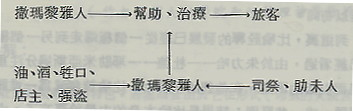 撒瑪黎雅人→幫助、治療→旅客
油、酒、牲口、
店主、强盜→撒瑪黎雅人←司祭、肋未人